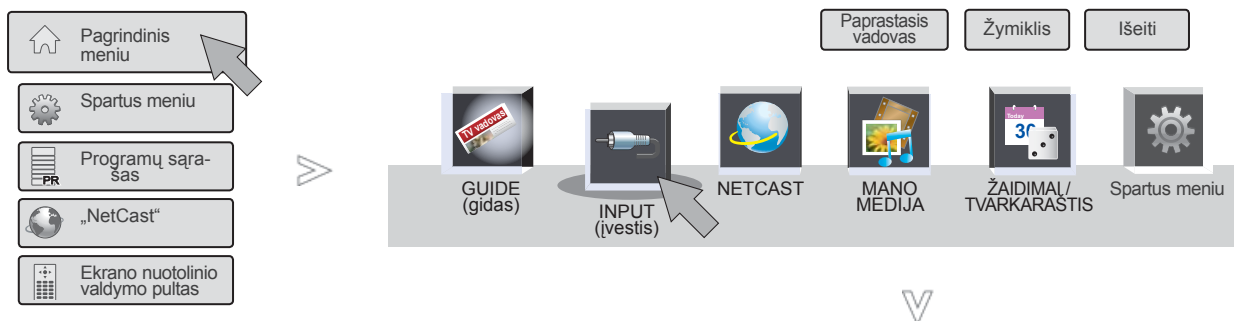 Pagrindinis
meniu
Spartus meniu
Programų sąra-
šas
PR
„NetCast“
Ekrano nuotolinio
valdymo pultas
Paprastasis
vadovas
Žymiklis
Išeiti
TV vadovas
Today
30
GUIDE
(gidas)
INPUT
(įvestis)
NETCAST
MANO
MEDIJA
ŽAIDIMAI /
TVARKARAŠTIS
Spartus meniu